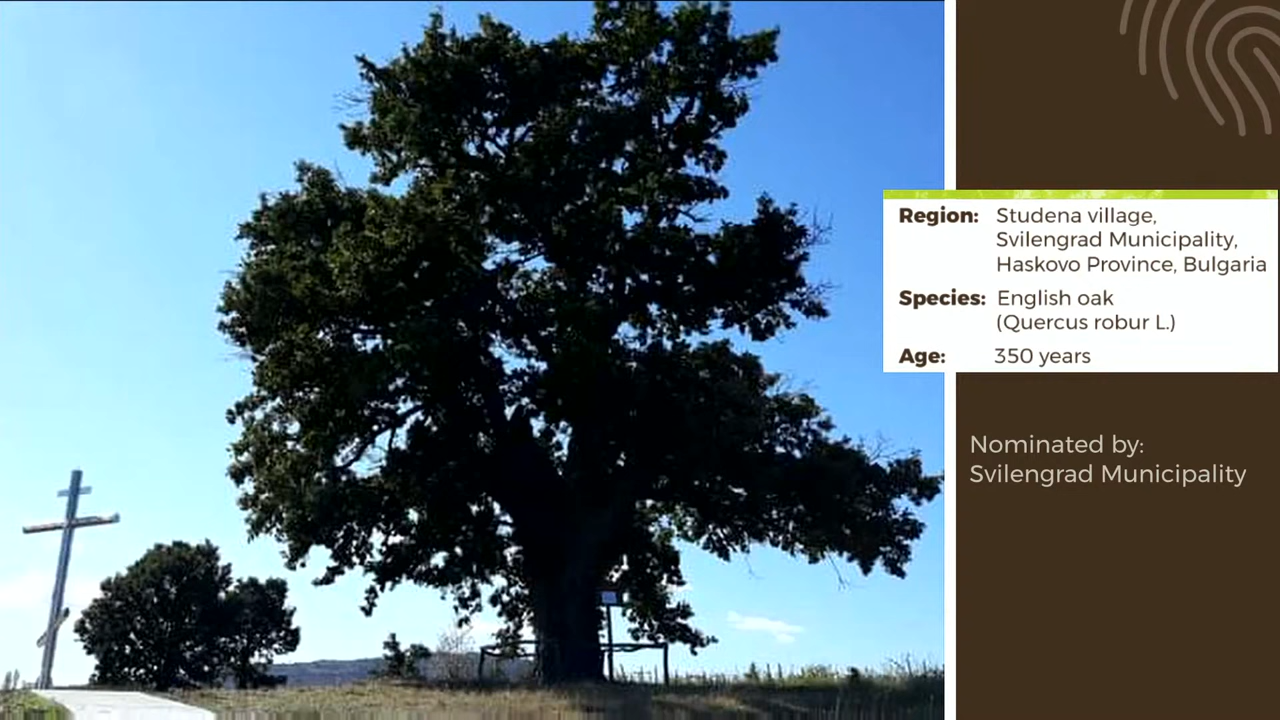 Region: Studena village,
Svilengrad Municipality,
Haskovo Province, Bulgaria
Species: English oak
(Quercus robur L.)
Age: 350 years
Nominated by:
Svilengrad Municipality